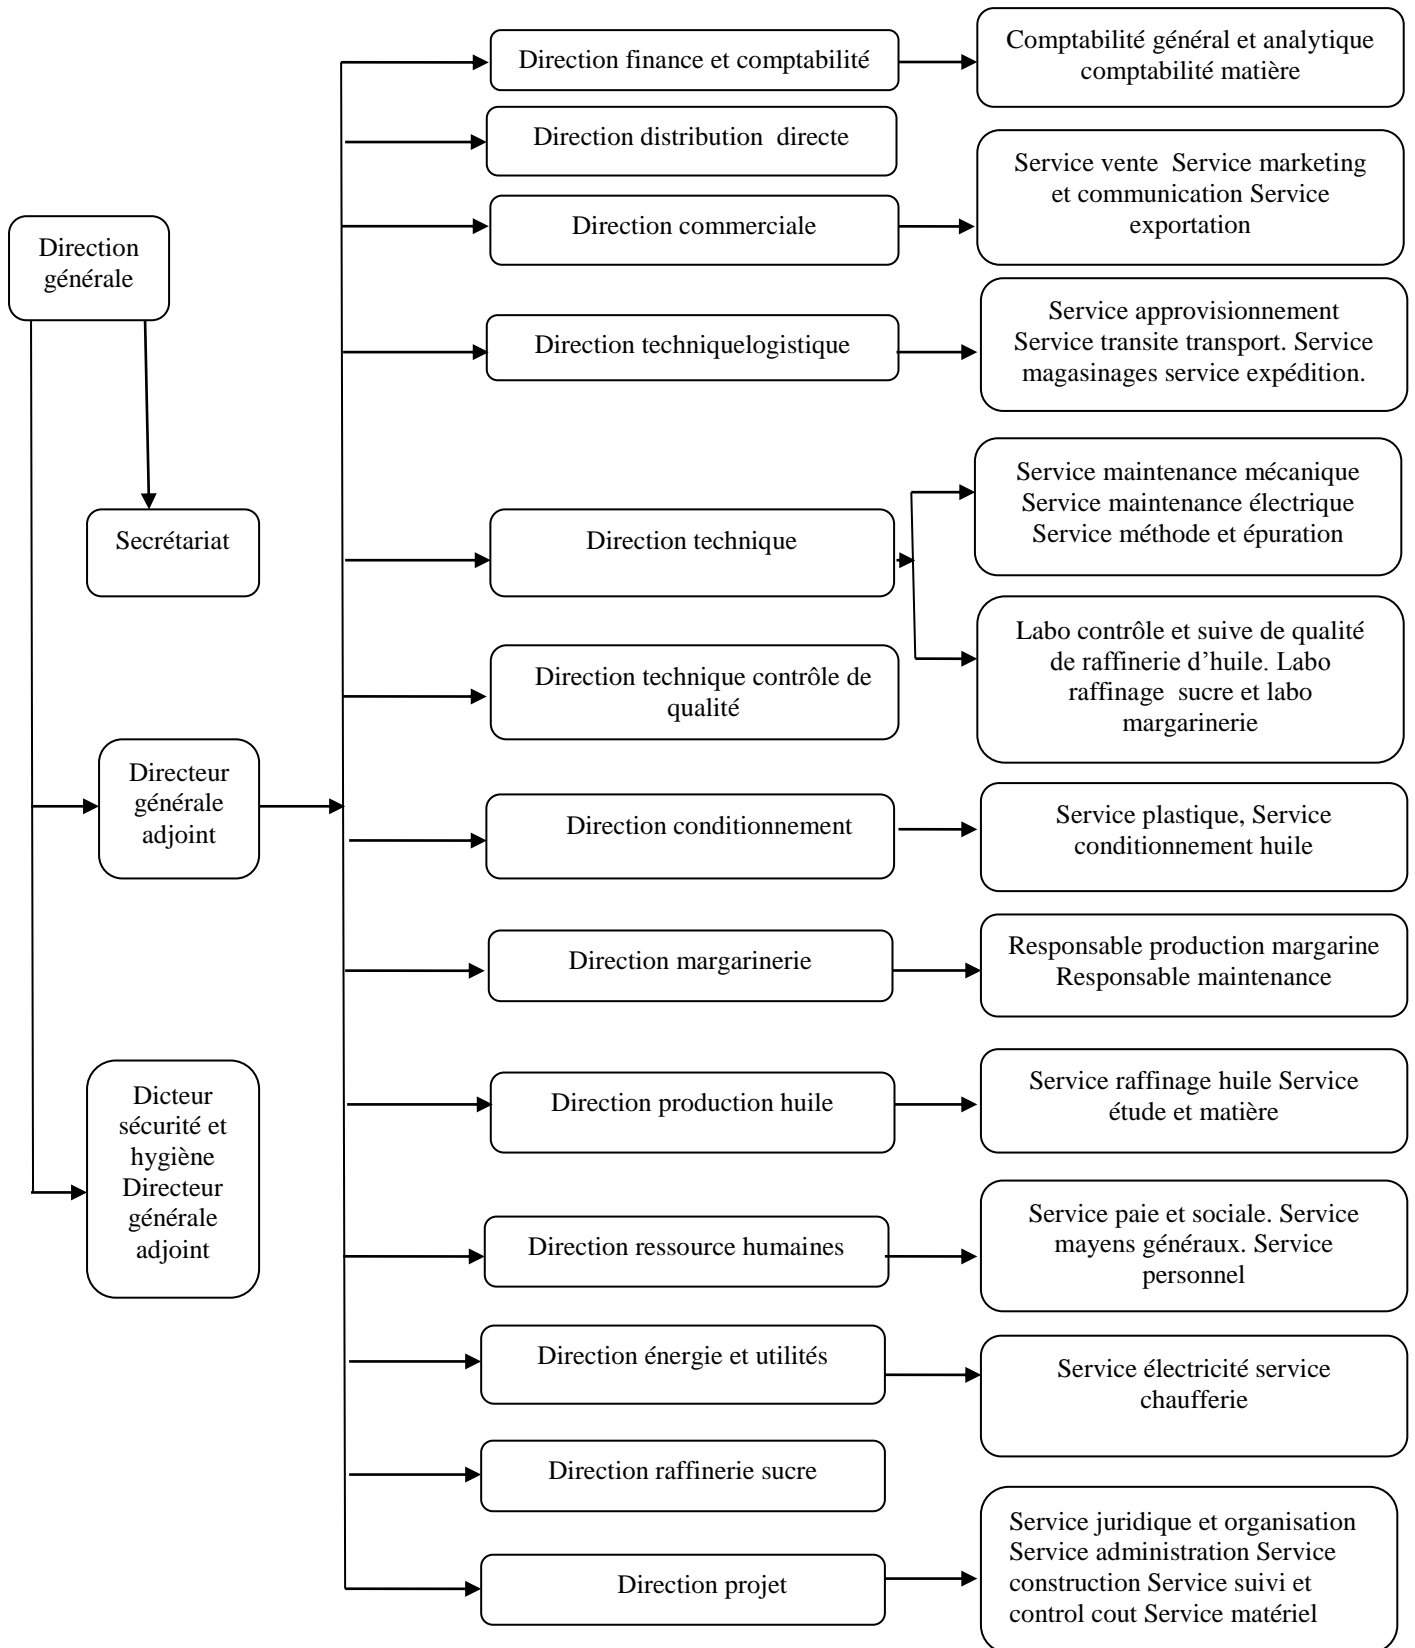 Direction finance et comptabilité
Comptabilité général et analytique
comptabilité matière
Direction distribution directe
Service vente Service marketing
et communication Service
exportation
Direction commerciale
Direction
générale
Service approvisionnement
Service transite transport. Service
magasinages service expédition.
Direction techniquelogistique
Service maintenance mécanique
Service maintenance électrique
Service méthode et épuration
Secrétariat
Direction technique
Labo contrôle et suive de qualité
de raffinerie d’huile. Labo
raffinage sucre et labo
margarinerie
Direction technique contrôle de
qualité
Directeur
générale
adjoint
Direction conditionnement
Service plastique, Service
conditionnement huile
Direction margarinerie
Responsable production margarine
Responsable maintenance
Dicteur
sécurité et
hygiène
Directeur
générale
adjoint
Direction production huile
Service raffinage huile Service
étude et matière
Direction ressource humaines
Service paie et sociale. Service
mayens généraux. Service
personnel
Direction énergie et utilités
Service électricité service
chaufferie
Direction raffinerie sucre
Service juridique et organisation
Service administration Service
construction Service suivi et
control cout Service matériel
Direction projet